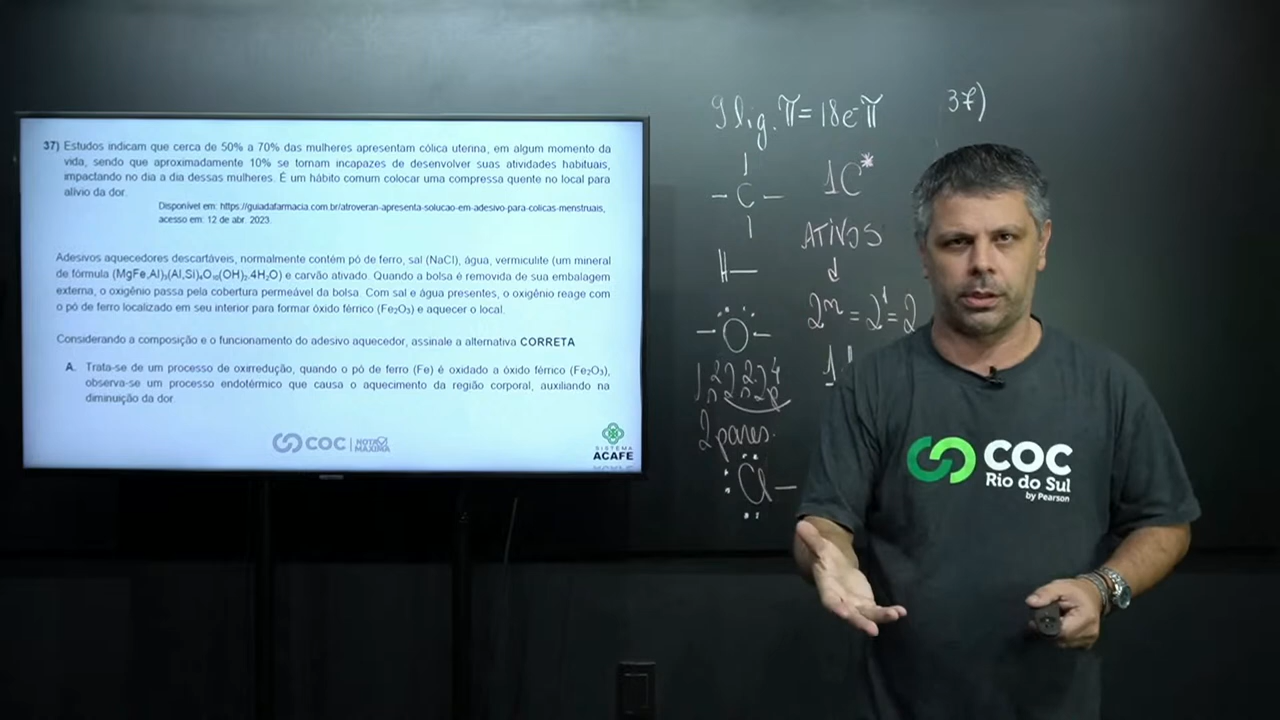 37) Estudos indicam que cerca de 50% a 70% das mulheres apresentam cólica uterina, em algum momento da
vida, sendo que aproximadamente 10% se tornam incapazes de desenvolver suas atividades habituais,
impactando no dia a dia dessas mulheres. É um hábito comum colocar uma compressa quente no local para
alívio da dor.
Disponível em: https://guiadafarmacia.com.br/atroveran-apresenta-solucao-em-adesivo-para-colicas-menstruais,
acesso em: 12 de abr. 2023.
Adesivos aquecedores descartáveis, normalmente contém pó de ferro, sal (NaCl), água, vermiculite (um mineral
de fórmula (MgFe,Al)₃(Al,Si)₄O₁₀(OH)₂.4H₂O) e carvão ativado. Quando a bolsa é removida de sua embalagem
externa, o oxigênio passa pela cobertura permeável da bolsa. Com sal e água presentes, o oxigênio reage com
o pó de ferro localizado em seu interior para formar óxido férrico (Fe₂O₃) e aquecer o local.
Considerando a composição e o funcionamento do adesivo aquecedor, assinale a alternativa CORRETA
A. Trata-se de um processo de oxirredução, quando o pó de ferro (Fe) é oxidado a óxido férrico (Fe₂O₃),
observa-se um processo endotérmico que causa o aquecimento da região corporal, auxiliando na
diminuição da dor.
COC | NOTA MÁXIMA
SISTEMA
ACAFE
9 lig. π = 18e⁻π
37)
– C –
1C*
ATIVOS
H–
2ⁿ = 2¹ = 2
– O –
1s² 2s² 2p⁴
2 pares.
Cl –
COC
Rio do Sul
by Pearson